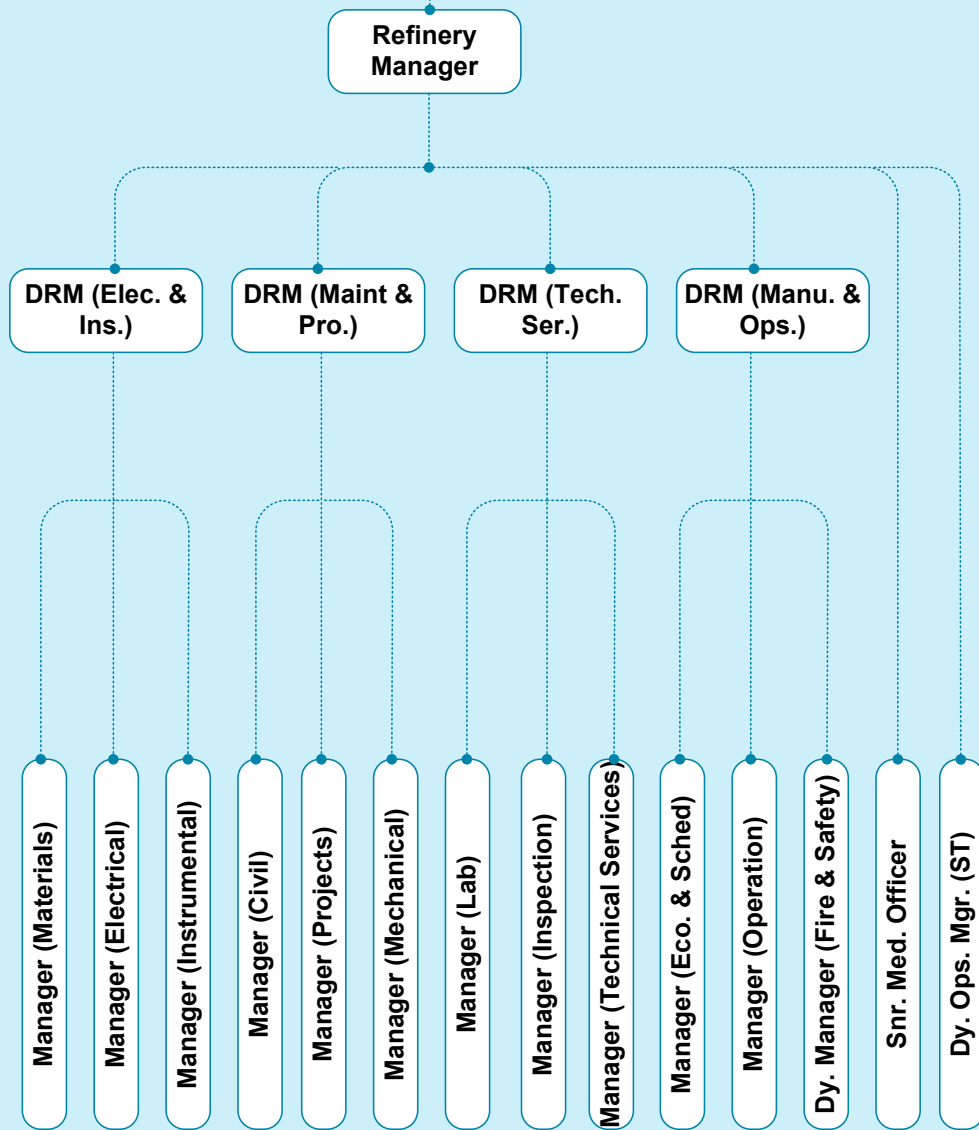 Refinery
Manager
DRM (Elec. &
Ins.)
DRM (Maint &
Pro.)
DRM (Tech.
Ser.)
DRM (Manu. &
Ops.)
Manager (Materials)
Manager (Electrical)
Manager (Instrumental)
Manager (Civil)
Manager (Projects)
Manager (Mechanical)
Manager (Lab)
Manager (Inspection)
Manager (Technical Services)
Manager (Eco. & Sched)
Manager (Operation)
Dy. Manager (Fire & Safety)
Snr. Med. Officer
Dy. Ops. Mgr. (ST)